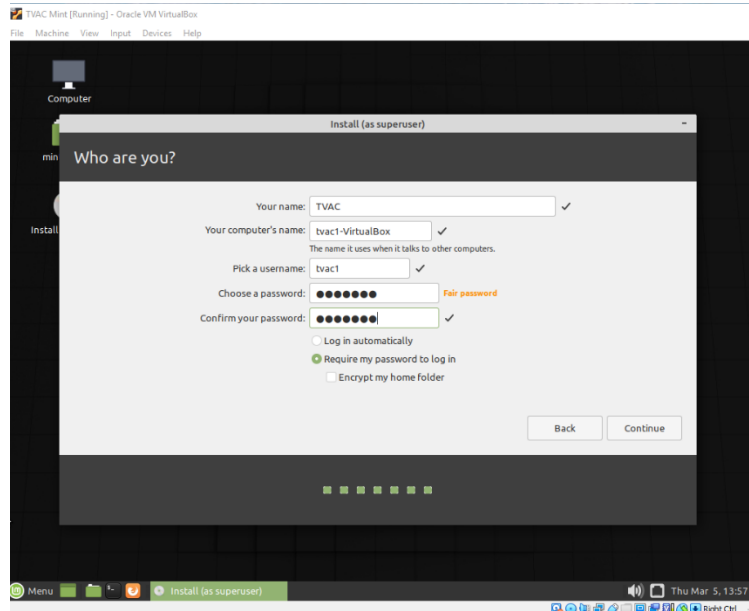 TVAC Mint [Running] - Oracle VM VirtualBox
File Machine View Input Devices Help
Computer
Install (as superuser)
min
Who are you?
Install
Your name: TVAC
Your computer's name: tvac1-VirtualBox
The name it uses when it talks to other computers.
Pick a username: tvac1
Choose a password: ●●●●●●● Fair password
Confirm your password: ●●●●●●●
Log in automatically
Require my password to log in
Encrypt my home folder
Back Continue
Menu Install (as superuser) Thu Mar 5, 13:57
Right Ctrl